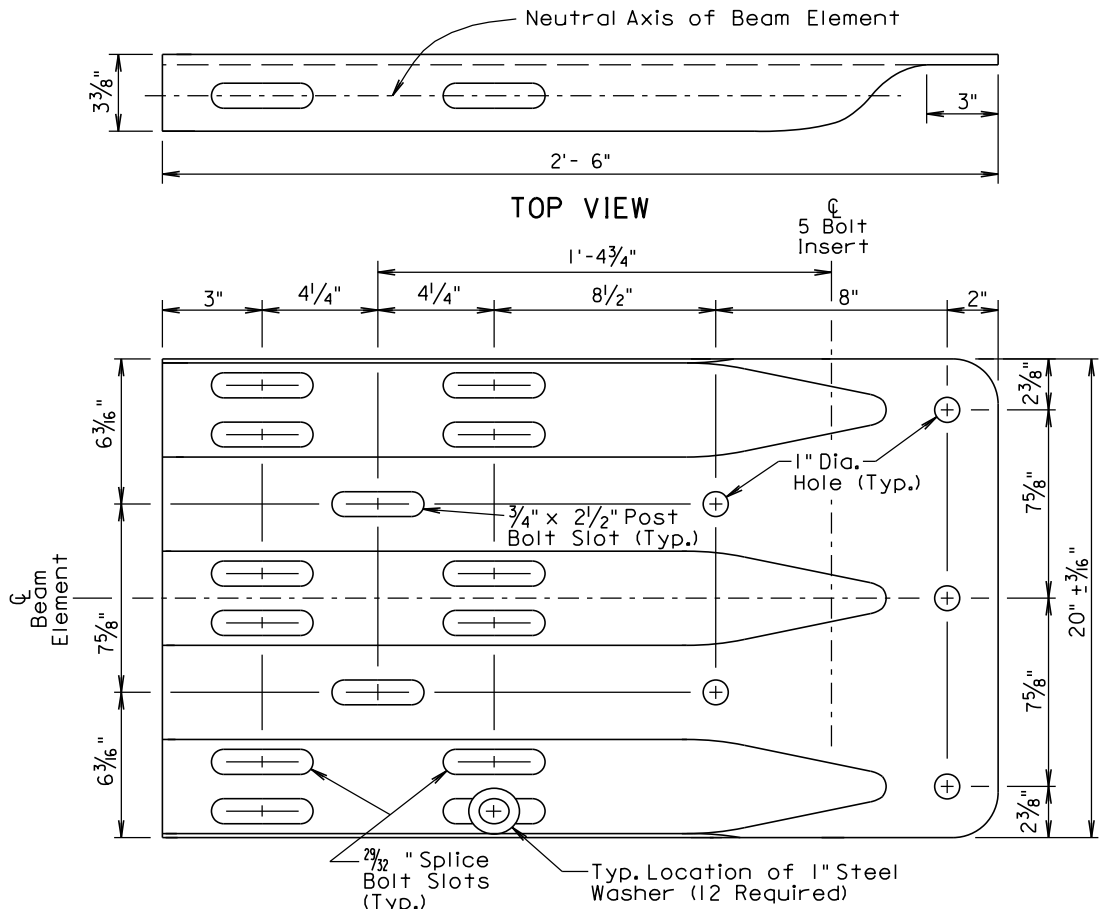 Neutral Axis of Beam Element
3 3/8"
3"
2'- 6"
TOP VIEW
C̵L
5 Bolt
Insert
1'-4 3/4"
3"
4 1/4"
4 1/4"
8 1/2"
8"
2"
6 3/16"
2 3/8"
1" Dia.
Hole (Typ.)
7 5/8"
3/4" x 2 1/2" Post
Bolt Slot (Typ.)
20" ± 3/16"
CL
Beam
Element
7 5/8"
7 5/8"
6 3/16"
2 3/8"
29/32 " Splice
Bolt Slots
(Typ.)
Typ. Location of 1" Steel
Washer (12 Required)